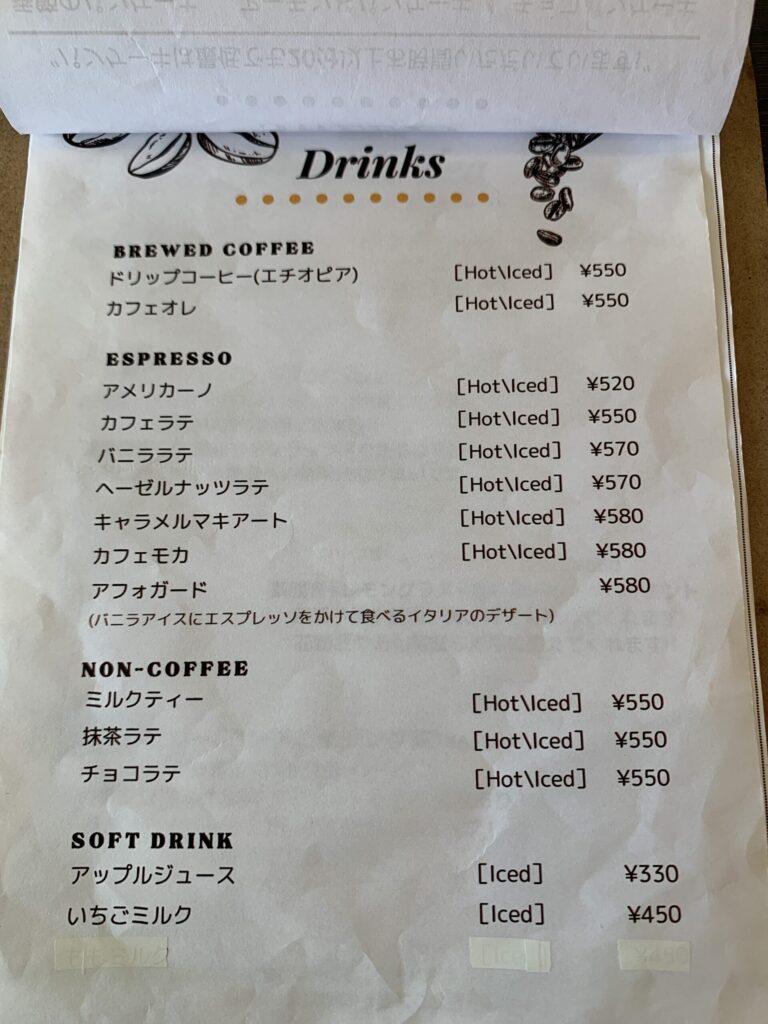 Drinks
BREWED COFFEE
ドリップコーヒー(エチオピア) [Hot\Iced] ¥550
カフェオレ [Hot\Iced] ¥550
ESPRESSO
アメリカーノ [Hot\Iced] ¥520
カフェラテ [Hot\Iced] ¥550
バニララテ [Hot\Iced] ¥570
ヘーゼルナッツラテ [Hot\Iced] ¥570
キャラメルマキアート [Hot\Iced] ¥580
カフェモカ [Hot\Iced] ¥580
アフォガード ¥580
(バニラアイスにエスプレッソをかけて食べるイタリアのデザート)
NON-COFFEE
ミルクティー [Hot\Iced] ¥550
抹茶ラテ [Hot\Iced] ¥550
チョコラテ [Hot\Iced] ¥550
SOFT DRINK
アップルジュース [Iced] ¥330
いちごミルク [Iced] ¥450